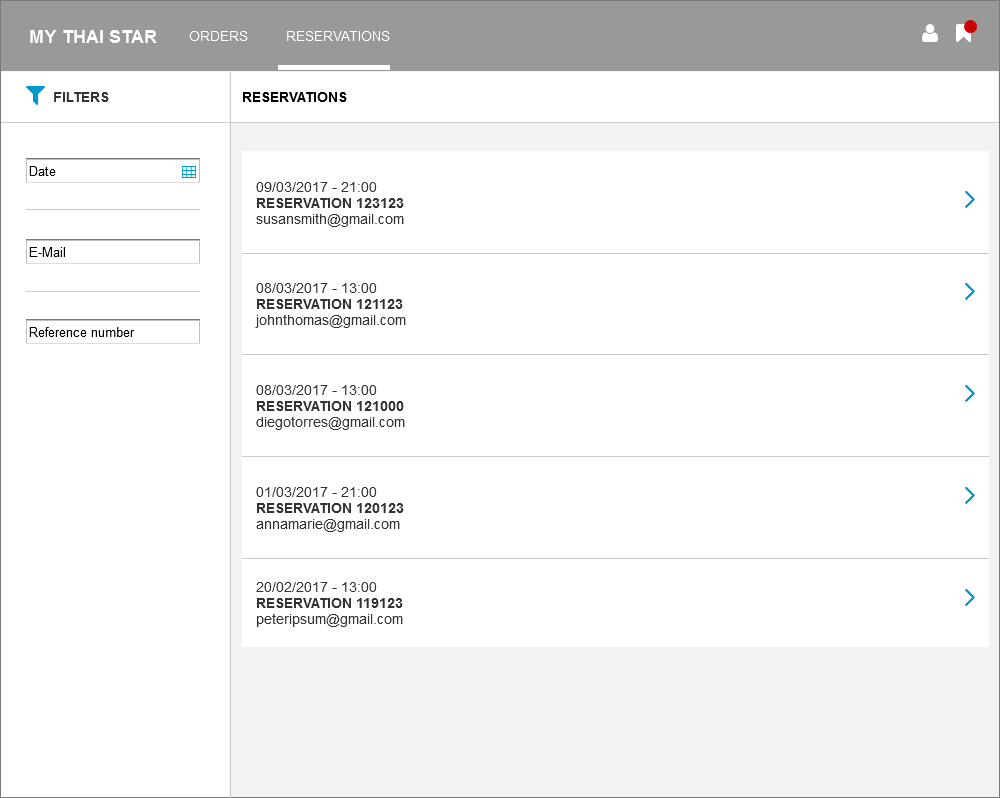 MY THAI STAR ORDERS RESERVATIONS
FILTERS
RESERVATIONS
Date
E-Mail
Reference number
09/03/2017 - 21:00
RESERVATION 123123
susansmith@gmail.com
08/03/2017 - 13:00
RESERVATION 121123
johnthomas@gmail.com
08/03/2017 - 13:00
RESERVATION 121000
diegotorres@gmail.com
01/03/2017 - 21:00
RESERVATION 120123
annamarie@gmail.com
20/02/2017 - 13:00
RESERVATION 119123
peteripsum@gmail.com